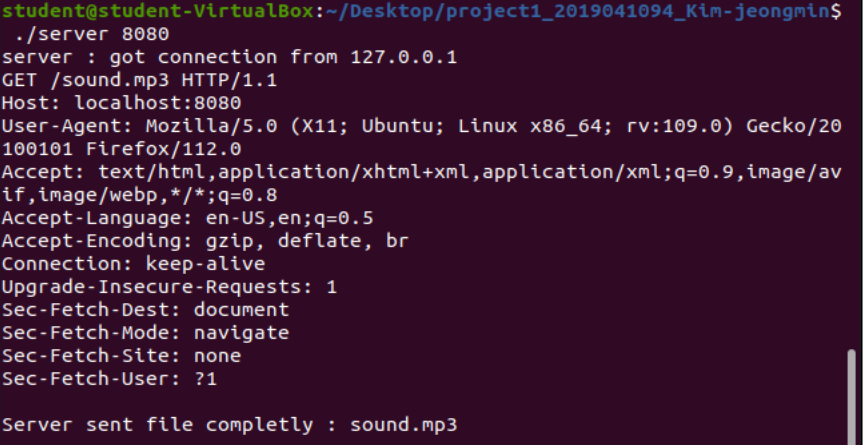 student@student-VirtualBox:~/Desktop/project1_2019041094_Kim-jeongmin$
./server 8080
server : got connection from 127.0.0.1
GET /sound.mp3 HTTP/1.1
Host: localhost:8080
User-Agent: Mozilla/5.0 (X11; Ubuntu; Linux x86_64; rv:109.0) Gecko/20
100101 Firefox/112.0
Accept: text/html,application/xhtml+xml,application/xml;q=0.9,image/av
if,image/webp,*/*;q=0.8
Accept-Language: en-US,en;q=0.5
Accept-Encoding: gzip, deflate, br
Connection: keep-alive
Upgrade-Insecure-Requests: 1
Sec-Fetch-Dest: document
Sec-Fetch-Mode: navigate
Sec-Fetch-Site: none
Sec-Fetch-User: ?1
Server sent file completly : sound.mp3